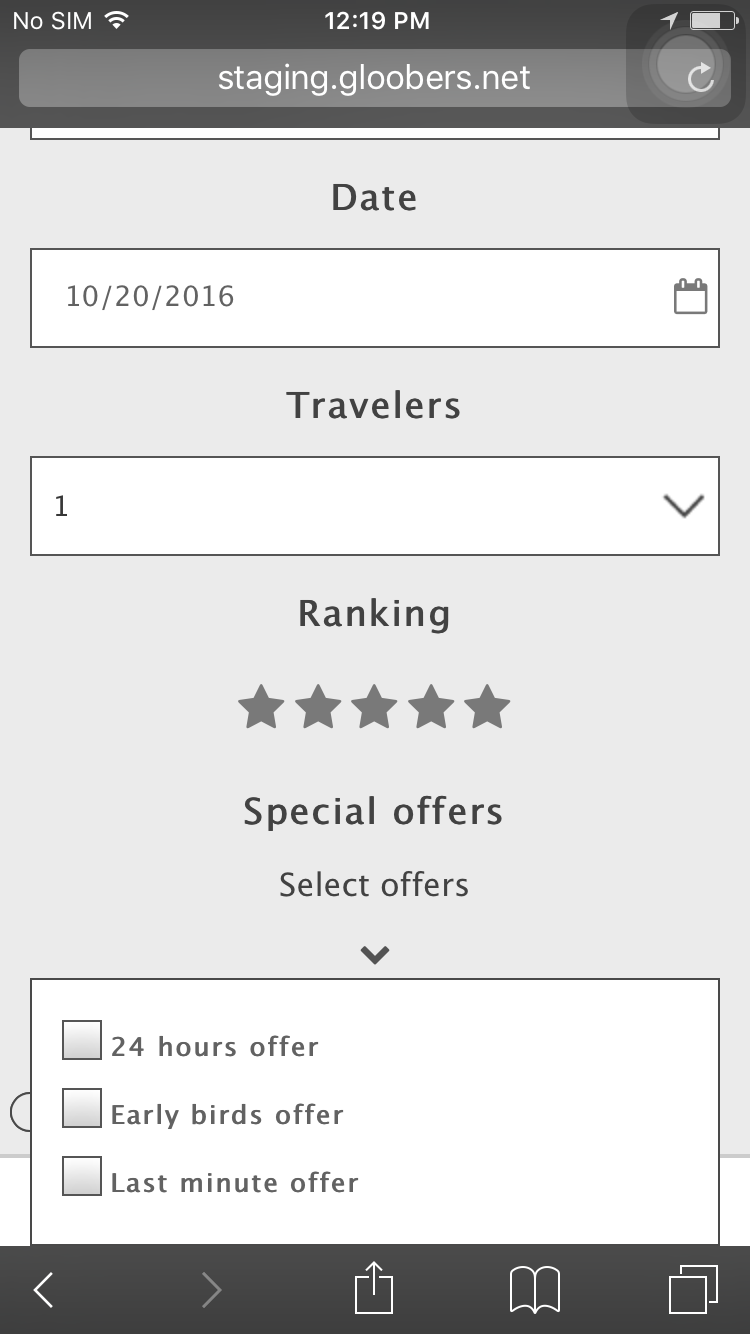 No SIM 12:19 PM
staging.gloobers.net
Date
10/20/2016
Travelers
1
Ranking
Special offers
Select offers
24 hours offer
Early birds offer
Last minute offer